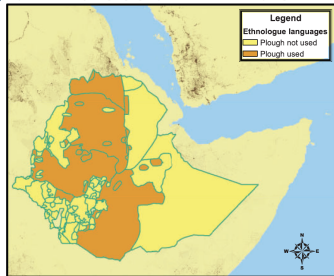 Legend
Ethnologue languages
Plough not used
Plough used
N
W E
S